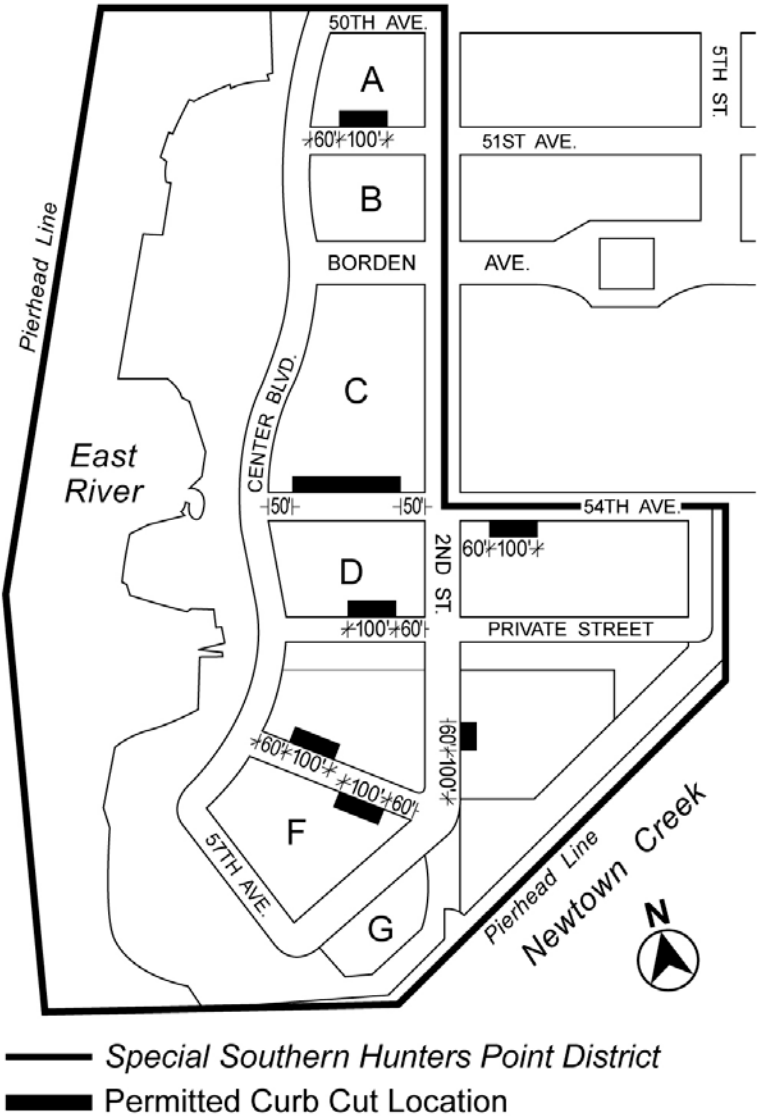 50TH AVE.
5TH ST.
A
60' 100'
51ST AVE.
B
BORDEN AVE.
Pierhead Line
CENTER BLVD.
C
East
River
50' 50'
54TH AVE.
60' 100'
2ND ST.
D
100' 60'
PRIVATE STREET
60' 100'
60' 100'
100' 60'
F
57TH AVE.
G
Pierhead Line
Newtown Creek
N
Special Southern Hunters Point District
Permitted Curb Cut Location